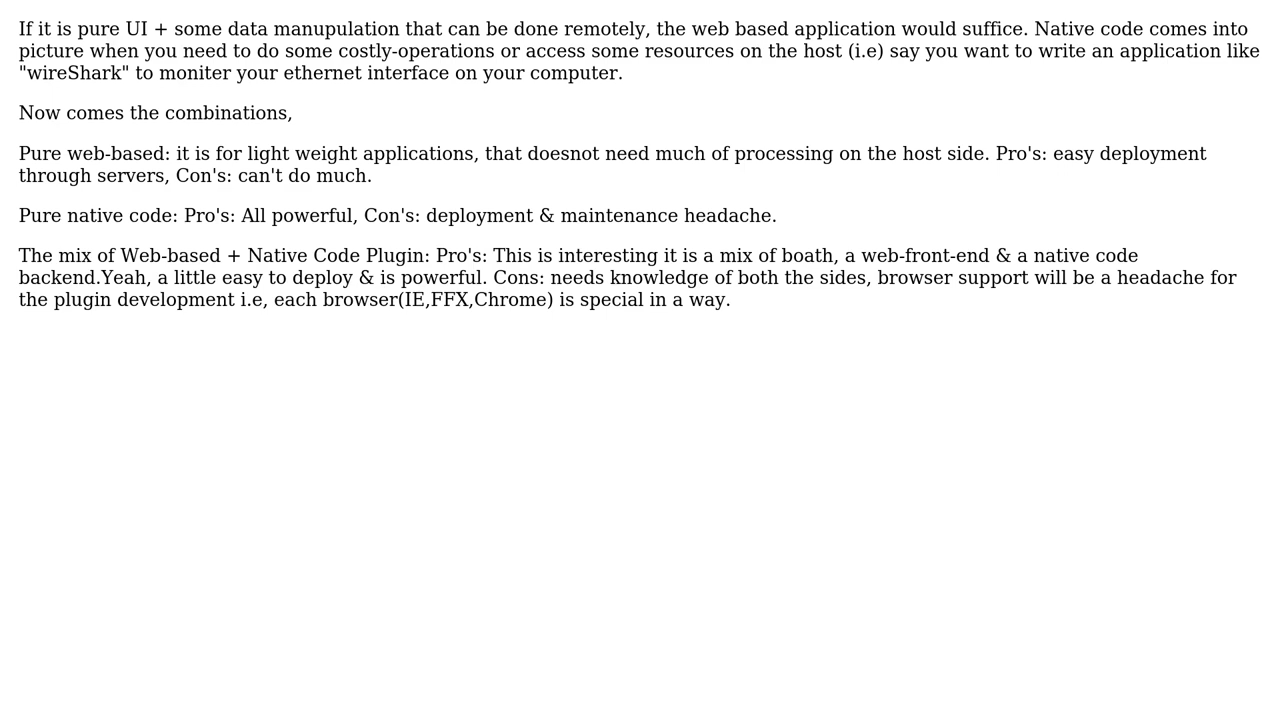 If it is pure UI + some data manupulation that can be done remotely, the web based application would suffice. Native code comes into
picture when you need to do some costly-operations or access some resources on the host (i.e) say you want to write an application like
"wireShark" to moniter your ethernet interface on your computer.
Now comes the combinations,
Pure web-based: it is for light weight applications, that doesnot need much of processing on the host side. Pro's: easy deployment
through servers, Con's: can't do much.
Pure native code: Pro's: All powerful, Con's: deployment & maintenance headache.
The mix of Web-based + Native Code Plugin: Pro's: This is interesting it is a mix of boath, a web-front-end & a native code
backend.Yeah, a little easy to deploy & is powerful. Cons: needs knowledge of both the sides, browser support will be a headache for
the plugin development i.e, each browser(IE,FFX,Chrome) is special in a way.